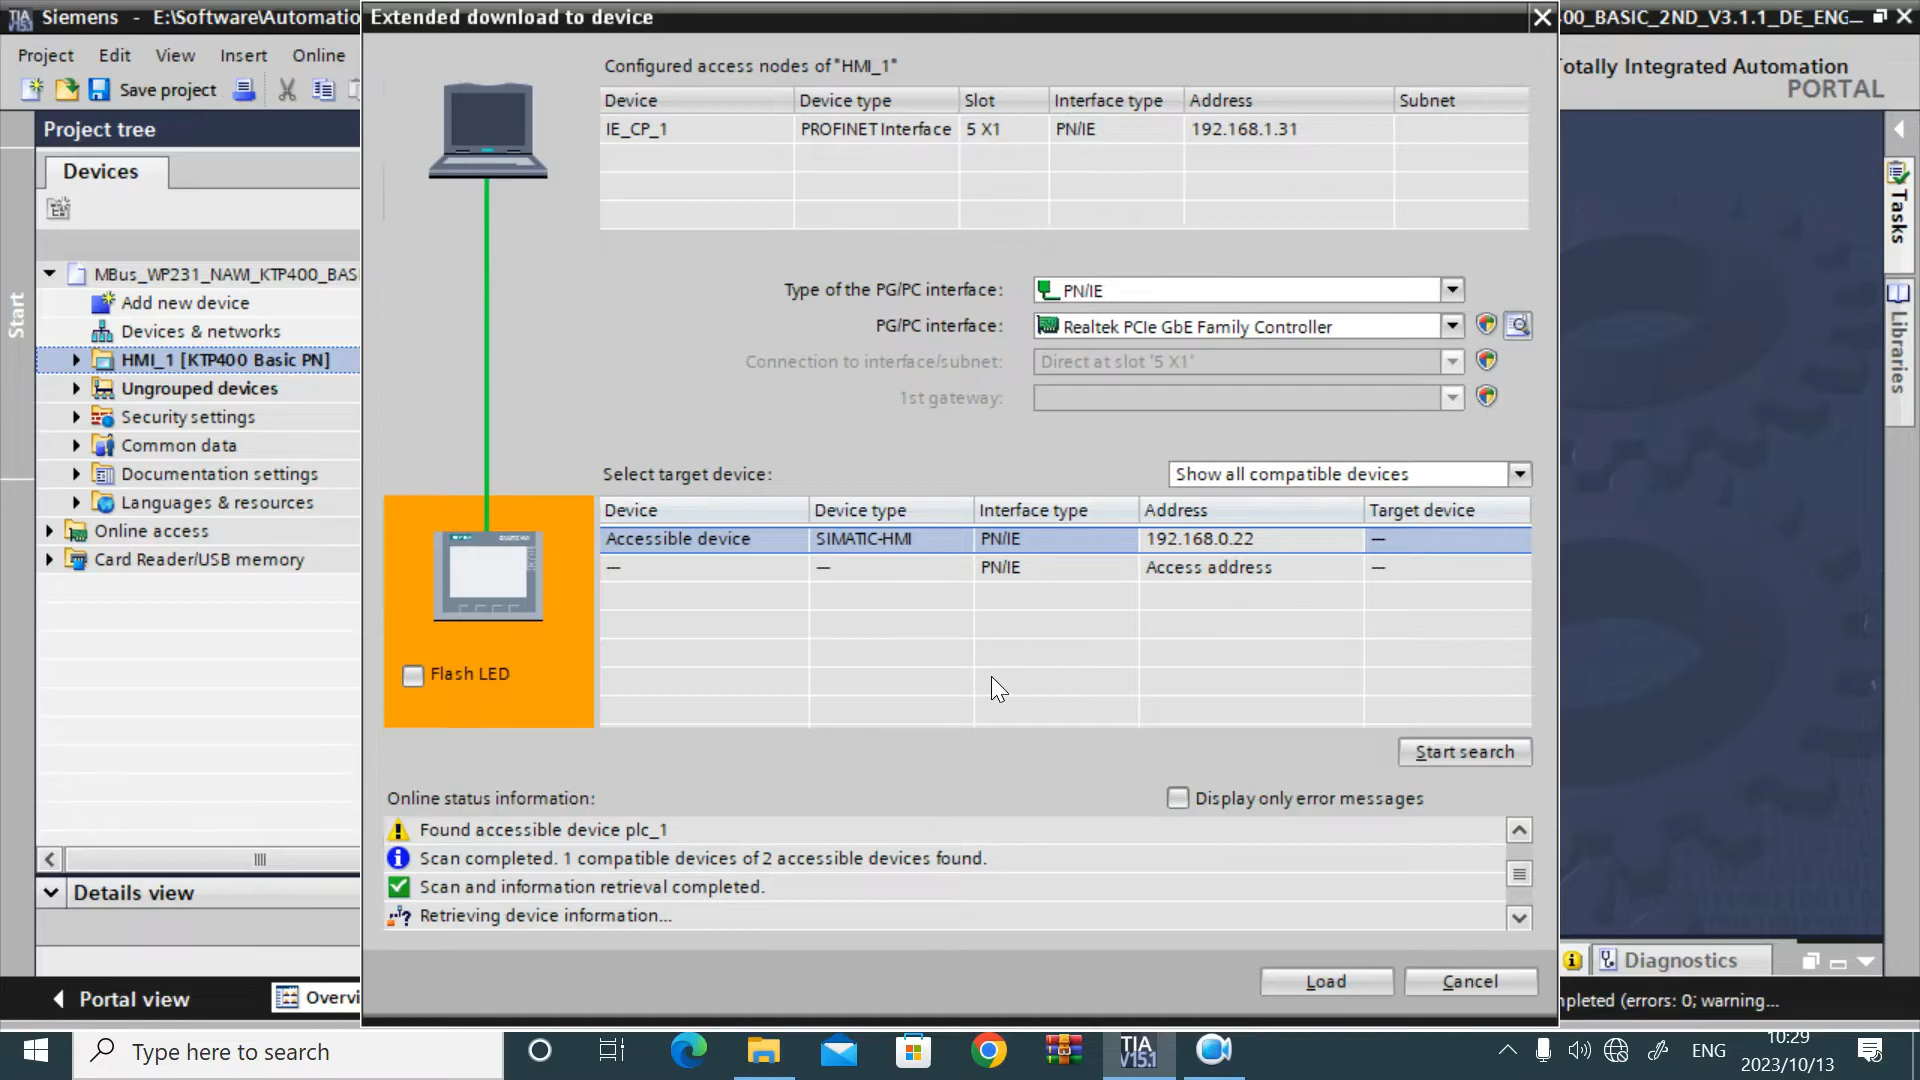 Siemens - E:\Software\Automatio
Extended download to device
00_BASIC_2ND_V3.1.1_DE_ENG
Project Edit View Insert Online
Save project
Totally Integrated Automation
PORTAL
Project tree
Devices
Start
MBus_WP231_NAWI_KTP400_BAS
Add new device
Devices & networks
HMI_1 [KTP400 Basic PN]
Ungrouped devices
Security settings
Common data
Documentation settings
Languages & resources
Online access
Card Reader/USB memory
Details view
Configured access nodes of "HMI_1"
Device Device type Slot Interface type Address Subnet
IE_CP_1 PROFINET Interface 5 X1 PN/IE 192.168.1.31
Type of the PG/PC interface: PN/IE
PG/PC interface: Realtek PCIe GbE Family Controller
Connection to interface/subnet: Direct at slot '5 X1'
1st gateway:
Select target device: Show all compatible devices
Device Device type Interface type Address Target device
Accessible device SIMATIC-HMI PN/IE 192.168.0.22 —
— — PN/IE Access address —
Flash LED
Start search
Online status information: Display only error messages
Found accessible device plc_1
Scan completed. 1 compatible devices of 2 accessible devices found.
Scan and information retrieval completed.
Retrieving device information...
Load Cancel
Tasks
Libraries
Diagnostics
Portal view Overvi
mpleted (errors: 0; warning...
Type here to search
TIA
V15.1
ENG
10:29
2023/10/13